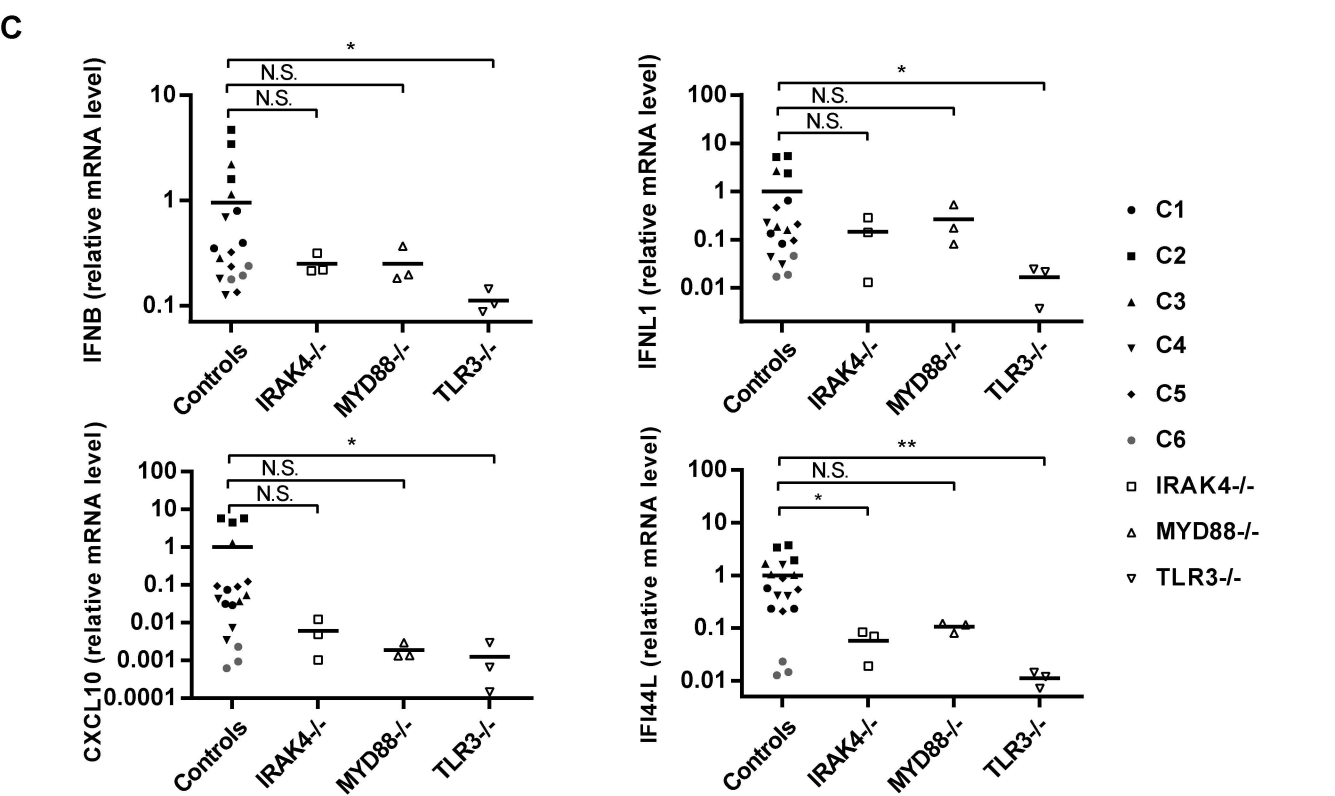 C
IFNB (relative mRNA level)
*
N.S.
N.S.
10
1
0.1
Controls
IRAK4-/-
MYD88-/-
TLR3-/-
IFNL1 (relative mRNA level)
*
N.S.
N.S.
100
10
1
0.1
0.01
Controls
IRAK4-/-
MYD88-/-
TLR3-/-
CXCL10 (relative mRNA level)
*
N.S.
N.S.
100
10
1
0.1
0.01
0.001
0.0001
Controls
IRAK4-/-
MYD88-/-
TLR3-/-
IFI44L (relative mRNA level)
**
N.S.
*
100
10
1
0.1
0.01
Controls
IRAK4-/-
MYD88-/-
TLR3-/-
C1
C2
C3
C4
C5
C6
IRAK4-/-
MYD88-/-
TLR3-/-